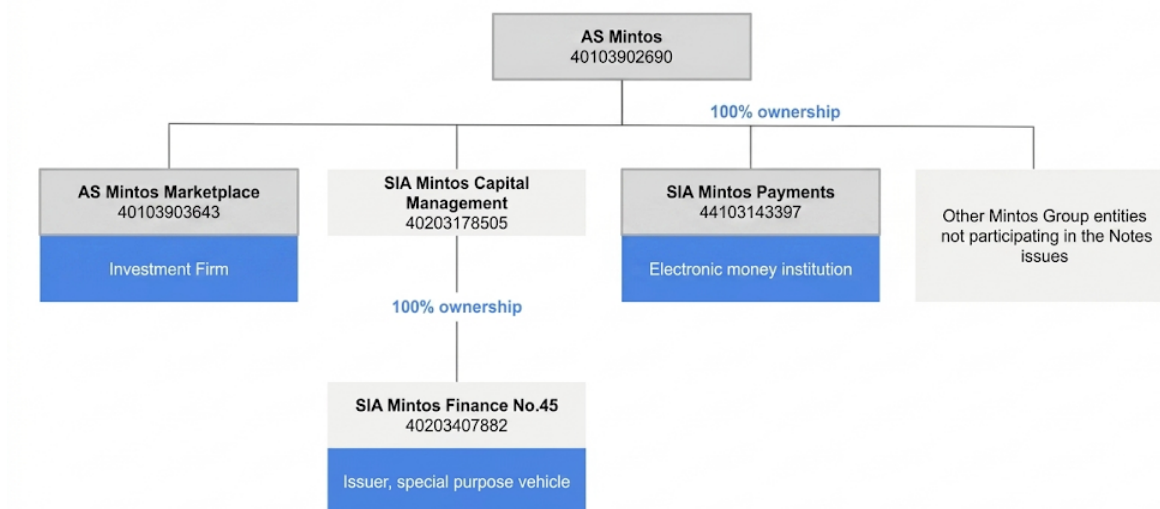 AS Mintos
40103902690
100% ownership
AS Mintos Marketplace
40103903643
Investment Firm
SIA Mintos Capital
Management
40203178505
SIA Mintos Payments
44103143397
Electronic money institution
Other Mintos Group entities
not participating in the Notes
issues
100% ownership
SIA Mintos Finance No.45
40203407882
Issuer, special purpose vehicle